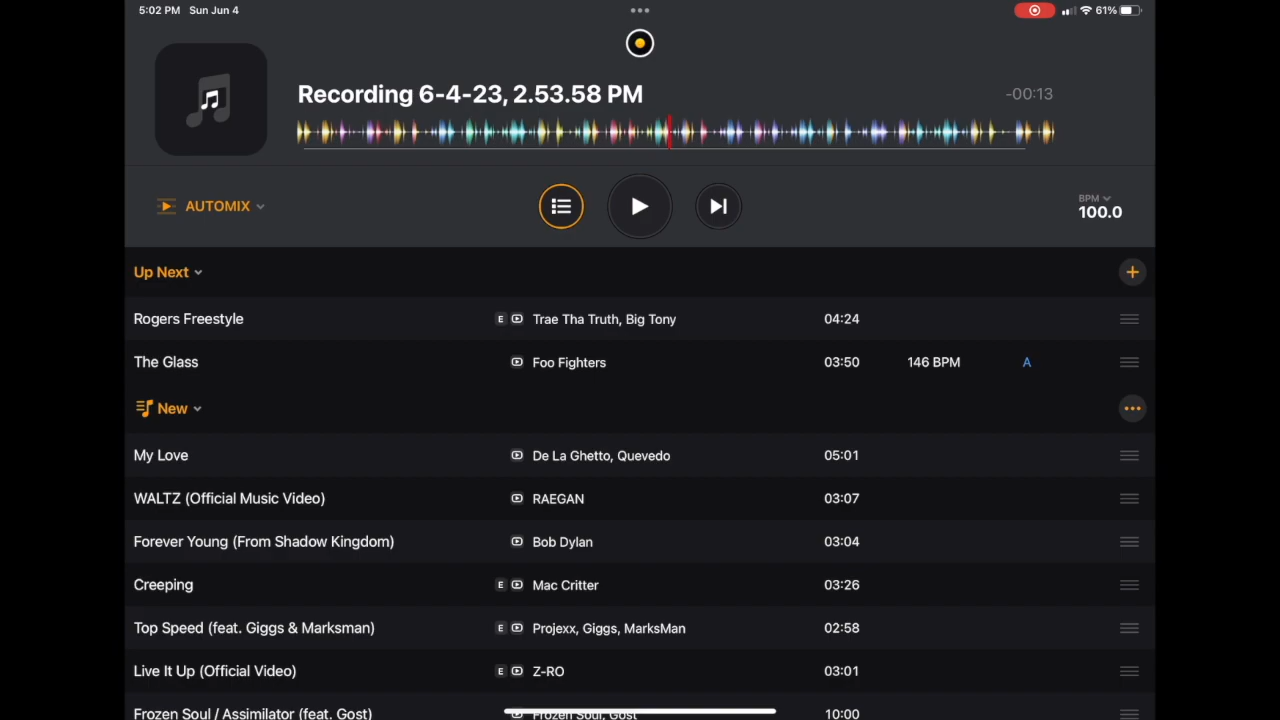 5:02 PM Sun Jun 4
61%
Recording 6-4-23, 2.53.58 PM
-00:13
AUTOMIX
BPM
100.0
Up Next
Rogers Freestyle E Trae Tha Truth, Big Tony 04:24
The Glass Foo Fighters 03:50 146 BPM A
New
My Love De La Ghetto, Quevedo 05:01
WALTZ (Official Music Video) RAEGAN 03:07
Forever Young (From Shadow Kingdom) Bob Dylan 03:04
Creeping E Mac Critter 03:26
Top Speed (feat. Giggs & Marksman) E Projexx, Giggs, MarksMan 02:58
Live It Up (Official Video) E Z-RO 03:01
Frozen Soul / Assimilator (feat. Gost) Frozen Soul, Gost 10:00